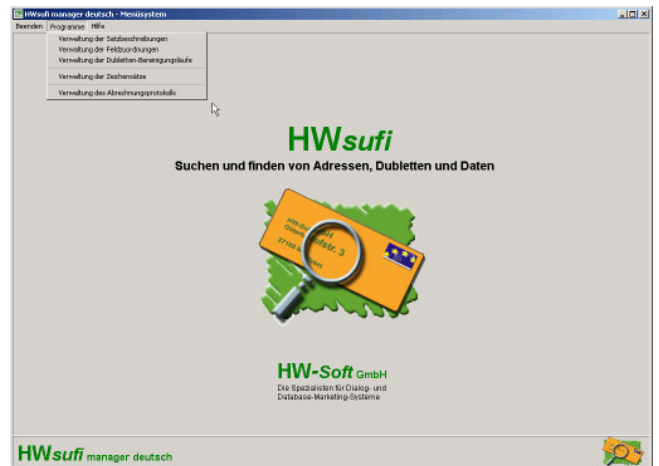 HWsufi manager deutsch - Menüsystem
Beenden Programme Hilfe
Verwaltung der Satzbeschreibungen
Verwaltung der Feldzuordnungen
Verwaltung der Dubletten-Bereinigungsläufe
Verwaltung der Zeichensätze
Verwaltung des Abrechnungsprotokolls
HWsufi
Suchen und finden von Adressen, Dubletten und Daten
HW-Soft GmbH
Die Spezialisten für Dialog- und
Database-Marketing-Systeme
HWsufi manager deutsch